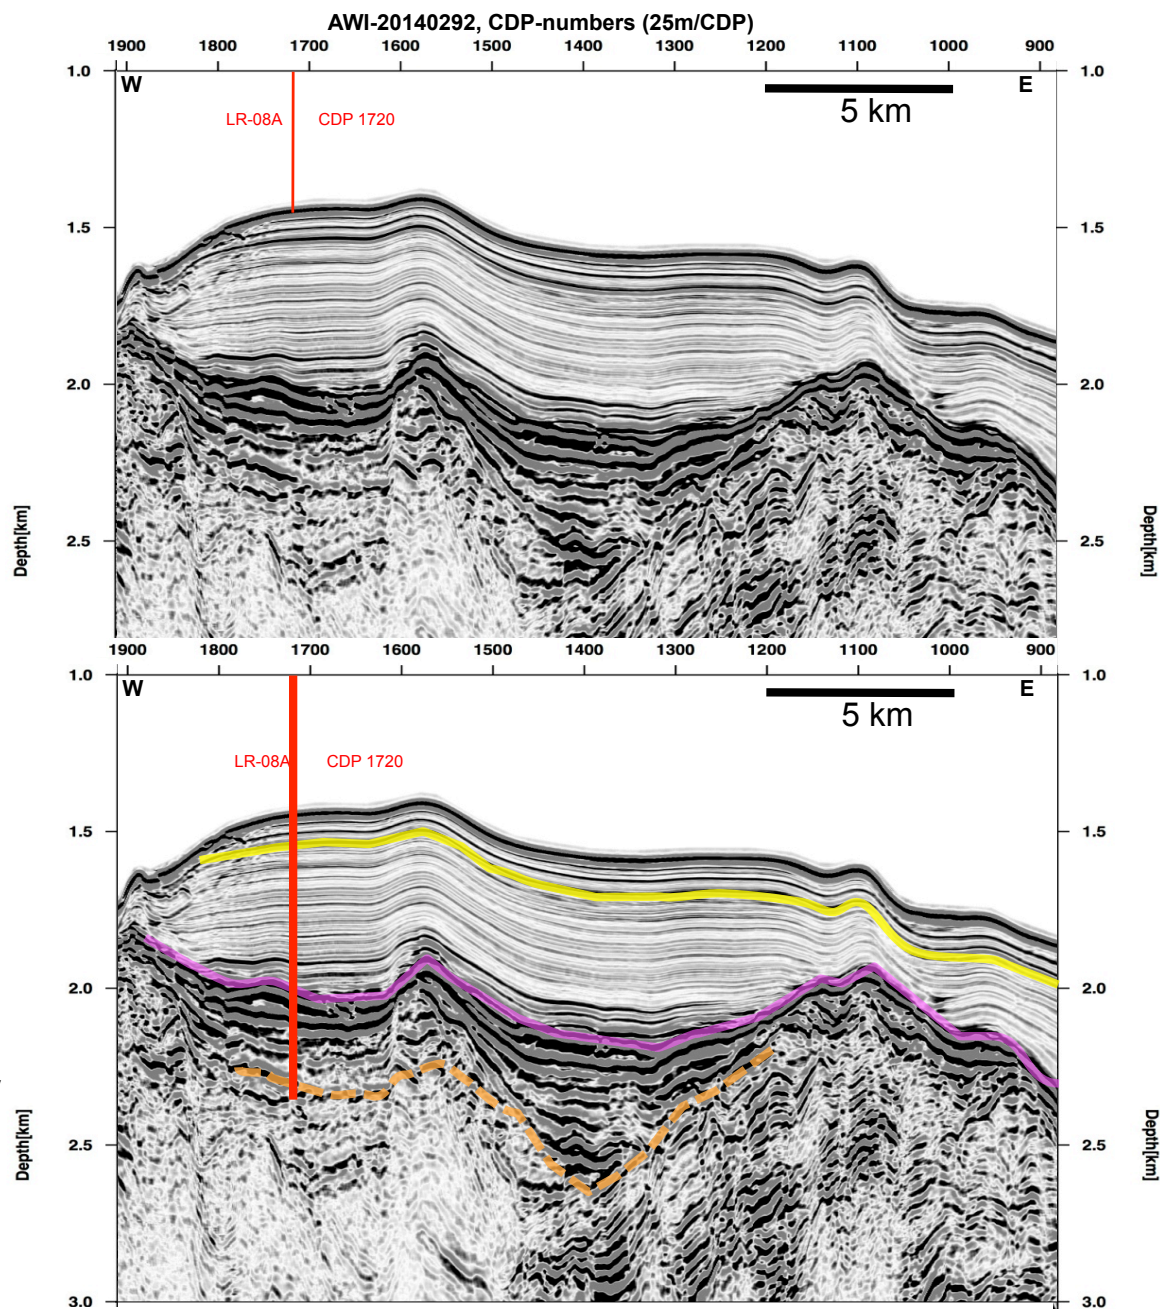 AWI-20140292, CDP-numbers (25m/CDP)
1900 1800 1700 1600 1500 1400 1300 1200 1100 1000 900
1.0 1.0
W E
5 km
LR-08A CDP 1720
1.5 1.5
2.0 2.0
Depth[km] Depth[km]
2.5 2.5
1900 1800 1700 1600 1500 1400 1300 1200 1100 1000 900
1.0 1.0
W E
5 km
LR-08A CDP 1720
1.5 1.5
2.0 2.0
Depth[km] Depth[km]
2.5 2.5
3.0 3.0